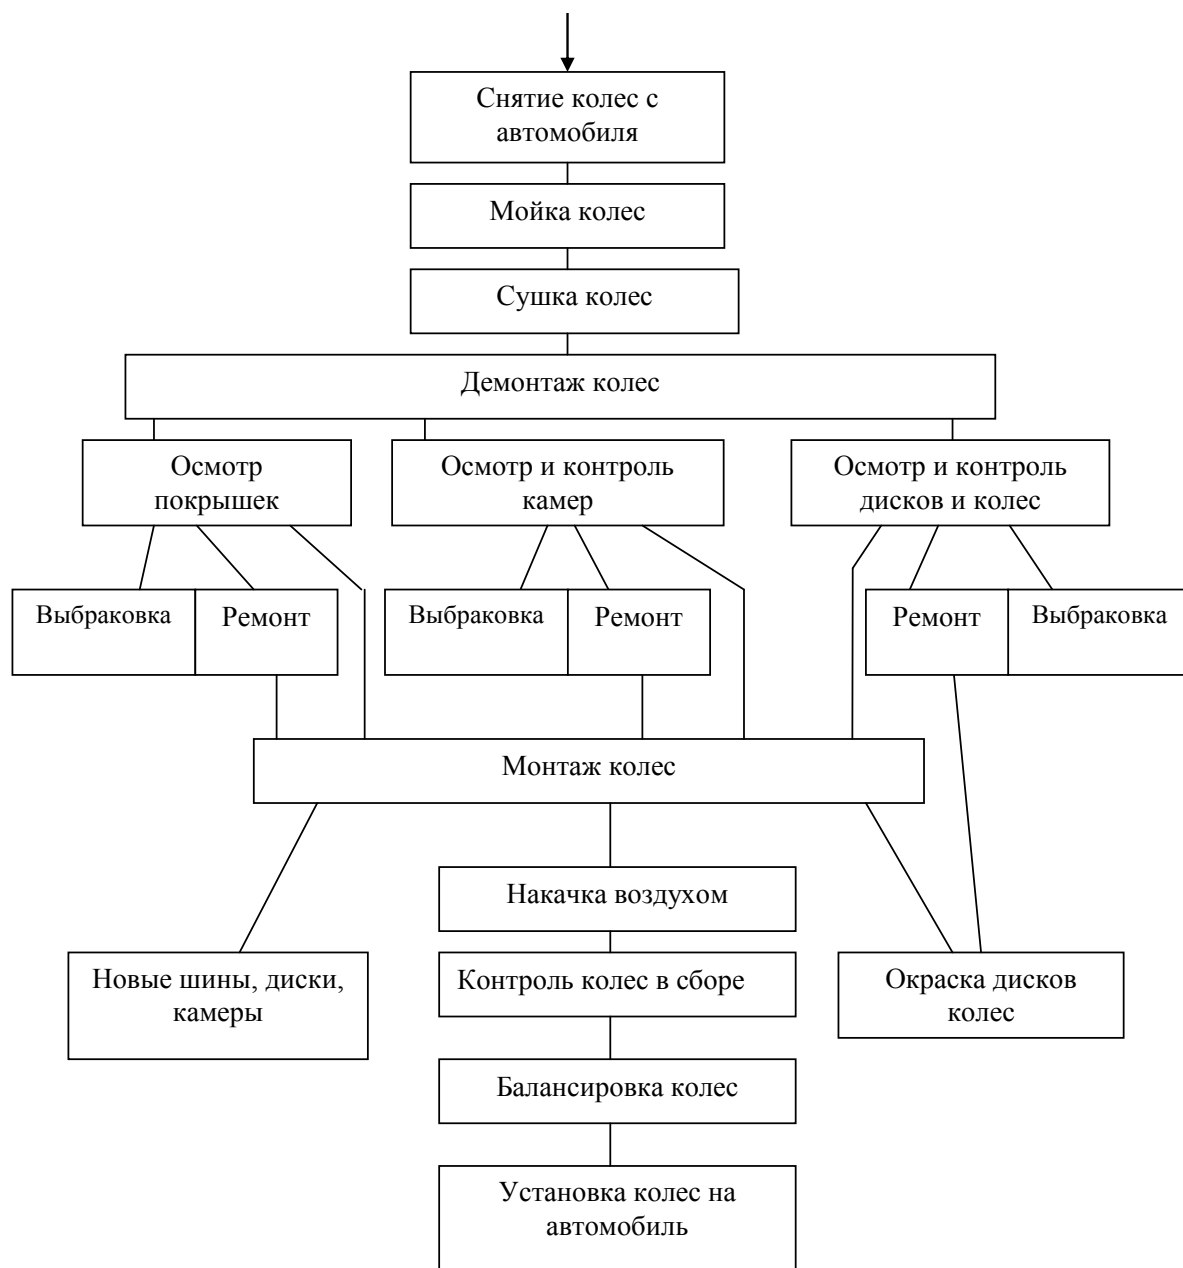 Снятие колес с
автомобиля
Мойка колес
Сушка колес
Демонтаж колес
Осмотр
покрышек
Осмотр и контроль
камер
Осмотр и контроль
дисков и колес
Выбраковка
Ремонт
Выбраковка
Ремонт
Ремонт
Выбраковка
Монтаж колес
Накачка воздухом
Новые шины, диски,
камеры
Контроль колес в сборе
Окраска дисков
колес
Балансировка колес
Установка колес на
автомобиль